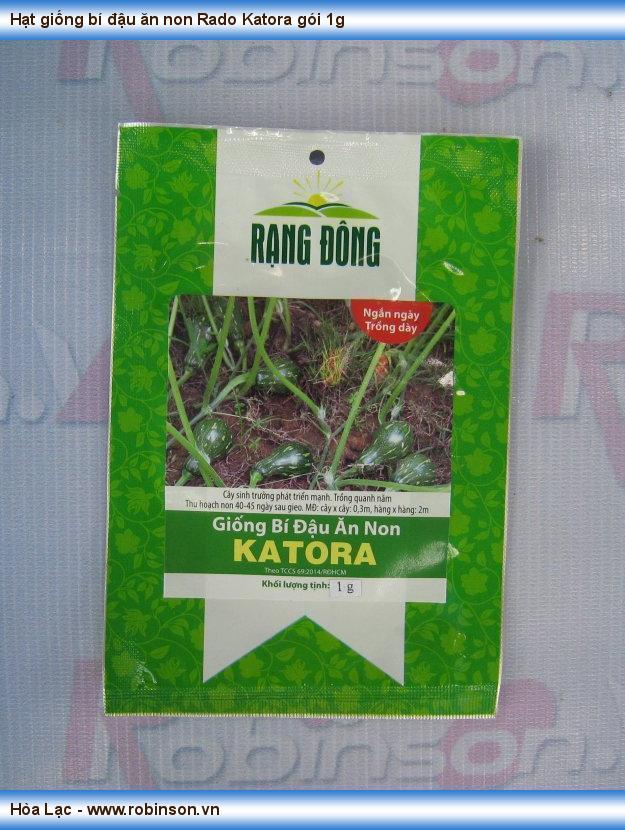 Hạt giống bí đậu ăn non Rado Katora gói 1g
Robinson.vn
RẠNG ĐÔNG
Ngắn ngày
Trồng dày
Cây sinh trưởng phát triển mạnh. Trồng quanh năm
Thu hoạch non 40-45 ngày sau gieo. MĐ: cây x cây: 0,3m, hàng x hàng: 2m
Giống Bí Đậu Ăn Non
KATORA
Theo TCCS 69:2014/RĐHCM
Khối lượng tịnh: 1 g
Robinson.vn
Hòa Lạc - www.robinson.vn